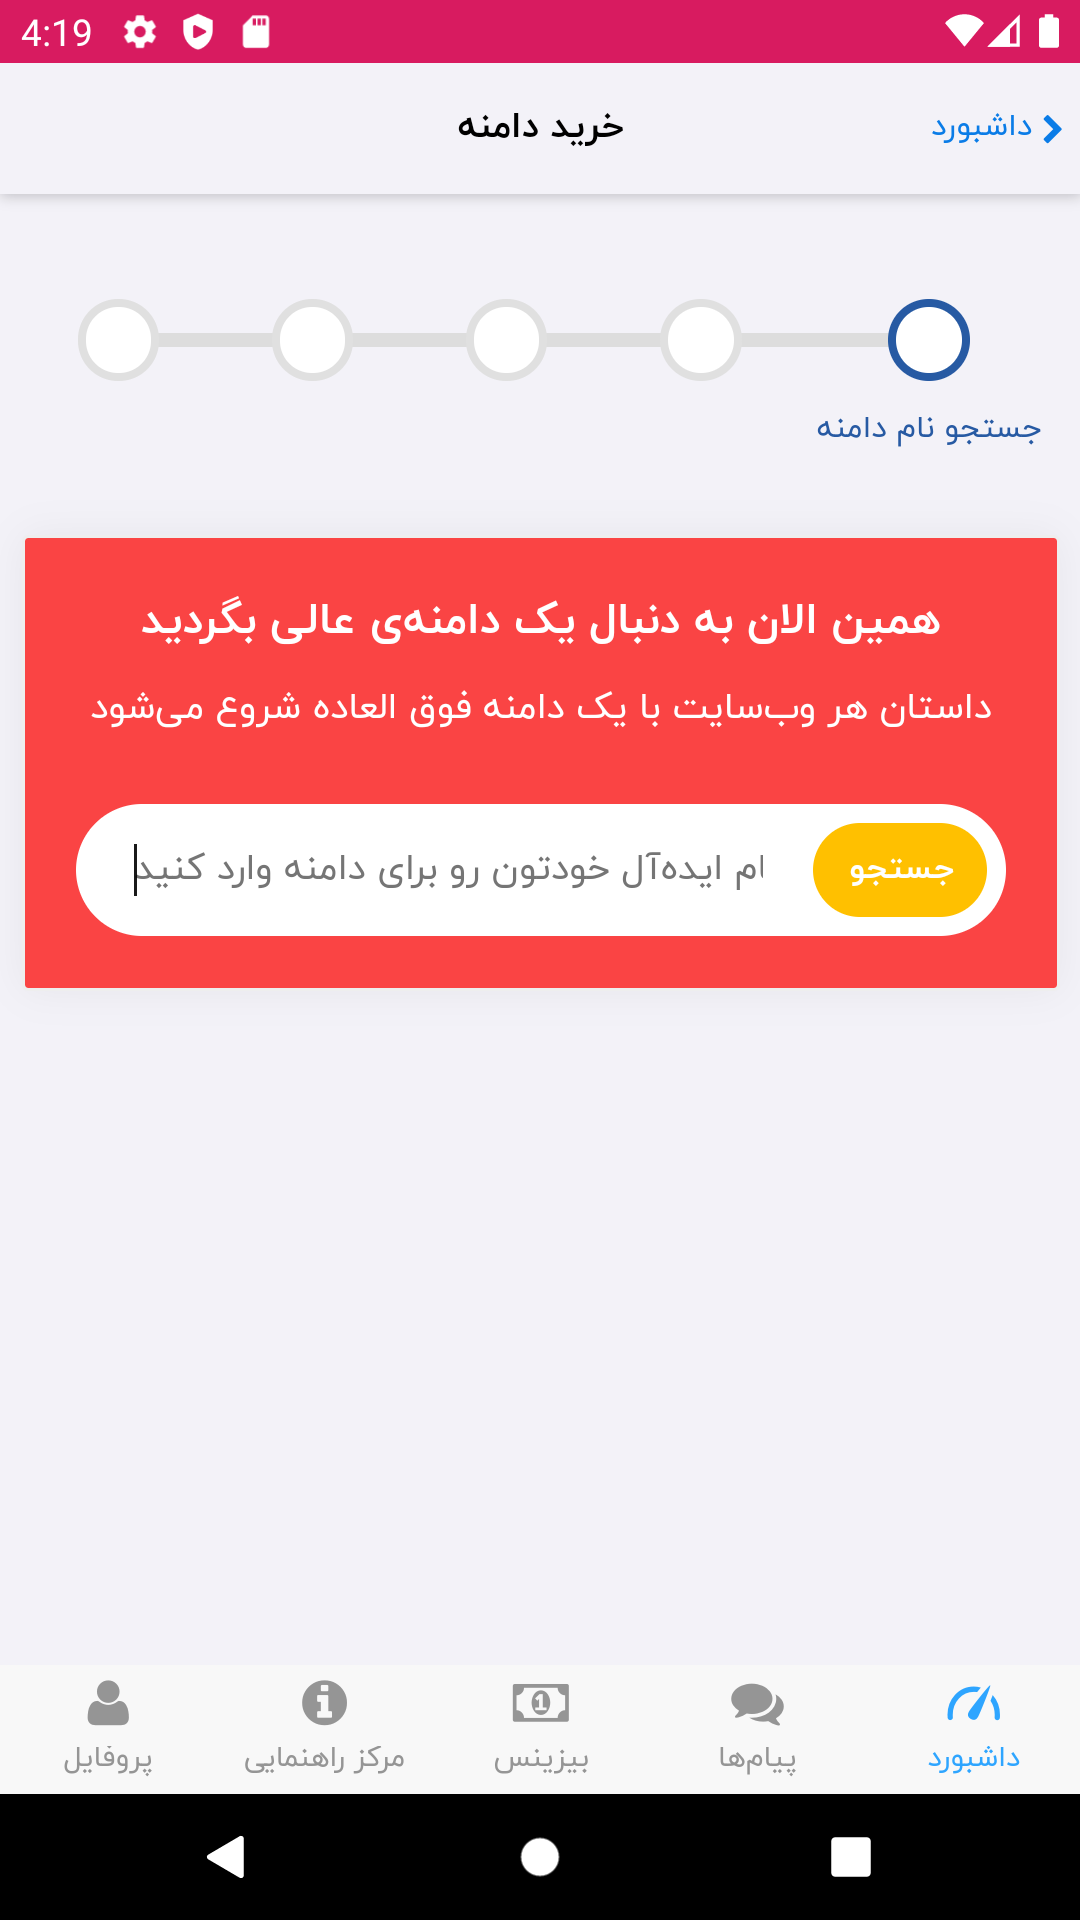 4:19
داشبورد
خرید دامنه
جستجو نام دامنه
همین الان به دنبال یک دامنه‌ی عالی بگردید
داستان هر وب‌سایت با یک دامنه فوق العاده شروع می‌شود
جستجو
ایده‌آل خودتون رو برای دامنه وارد کنید
داشبورد
پیام‌ها
بیزینس
مرکز راهنمایی
پروفایل